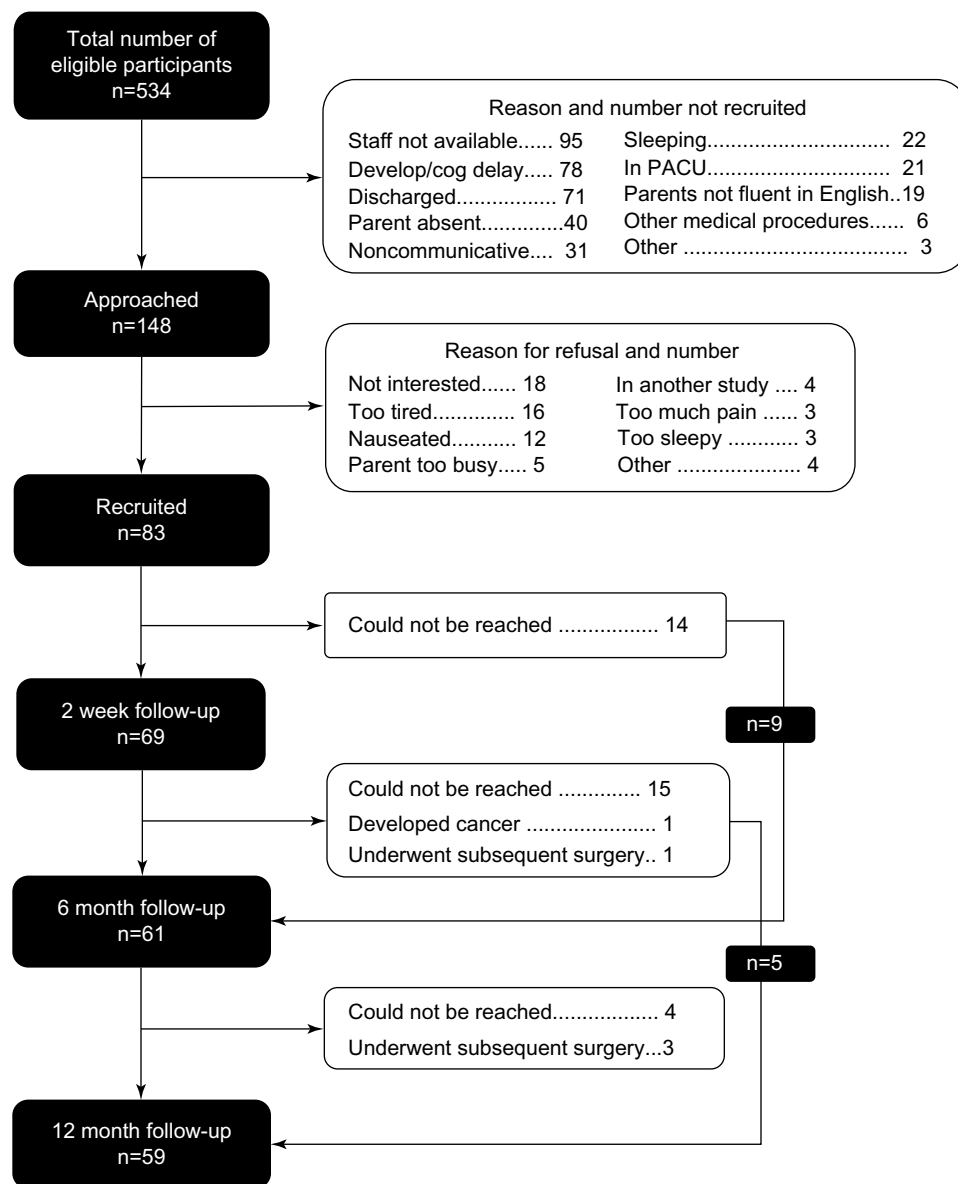 Total number of
eligible participants
n=534
Reason and number not recruited
Staff not available...... 95
Develop/cog delay..... 78
Discharged.................. 71
Parent absent..............40
Noncommunicative.... 31
Sleeping............................... 22
In PACU............................... 21
Parents not fluent in English..19
Other medical procedures...... 6
Other .................................... 3
Approached
n=148
Reason for refusal and number
Not interested...... 18
Too tired.............. 16
Nauseated........... 12
Parent too busy..... 5
In another study .... 4
Too much pain ...... 3
Too sleepy ............ 3
Other ..................... 4
Recruited
n=83
Could not be reached ................. 14
2 week follow-up
n=69
n=9
Could not be reached .............. 15
Developed cancer ...................... 1
Underwent subsequent surgery.. 1
6 month follow-up
n=61
n=5
Could not be reached.................. 4
Underwent subsequent surgery...3
12 month follow-up
n=59